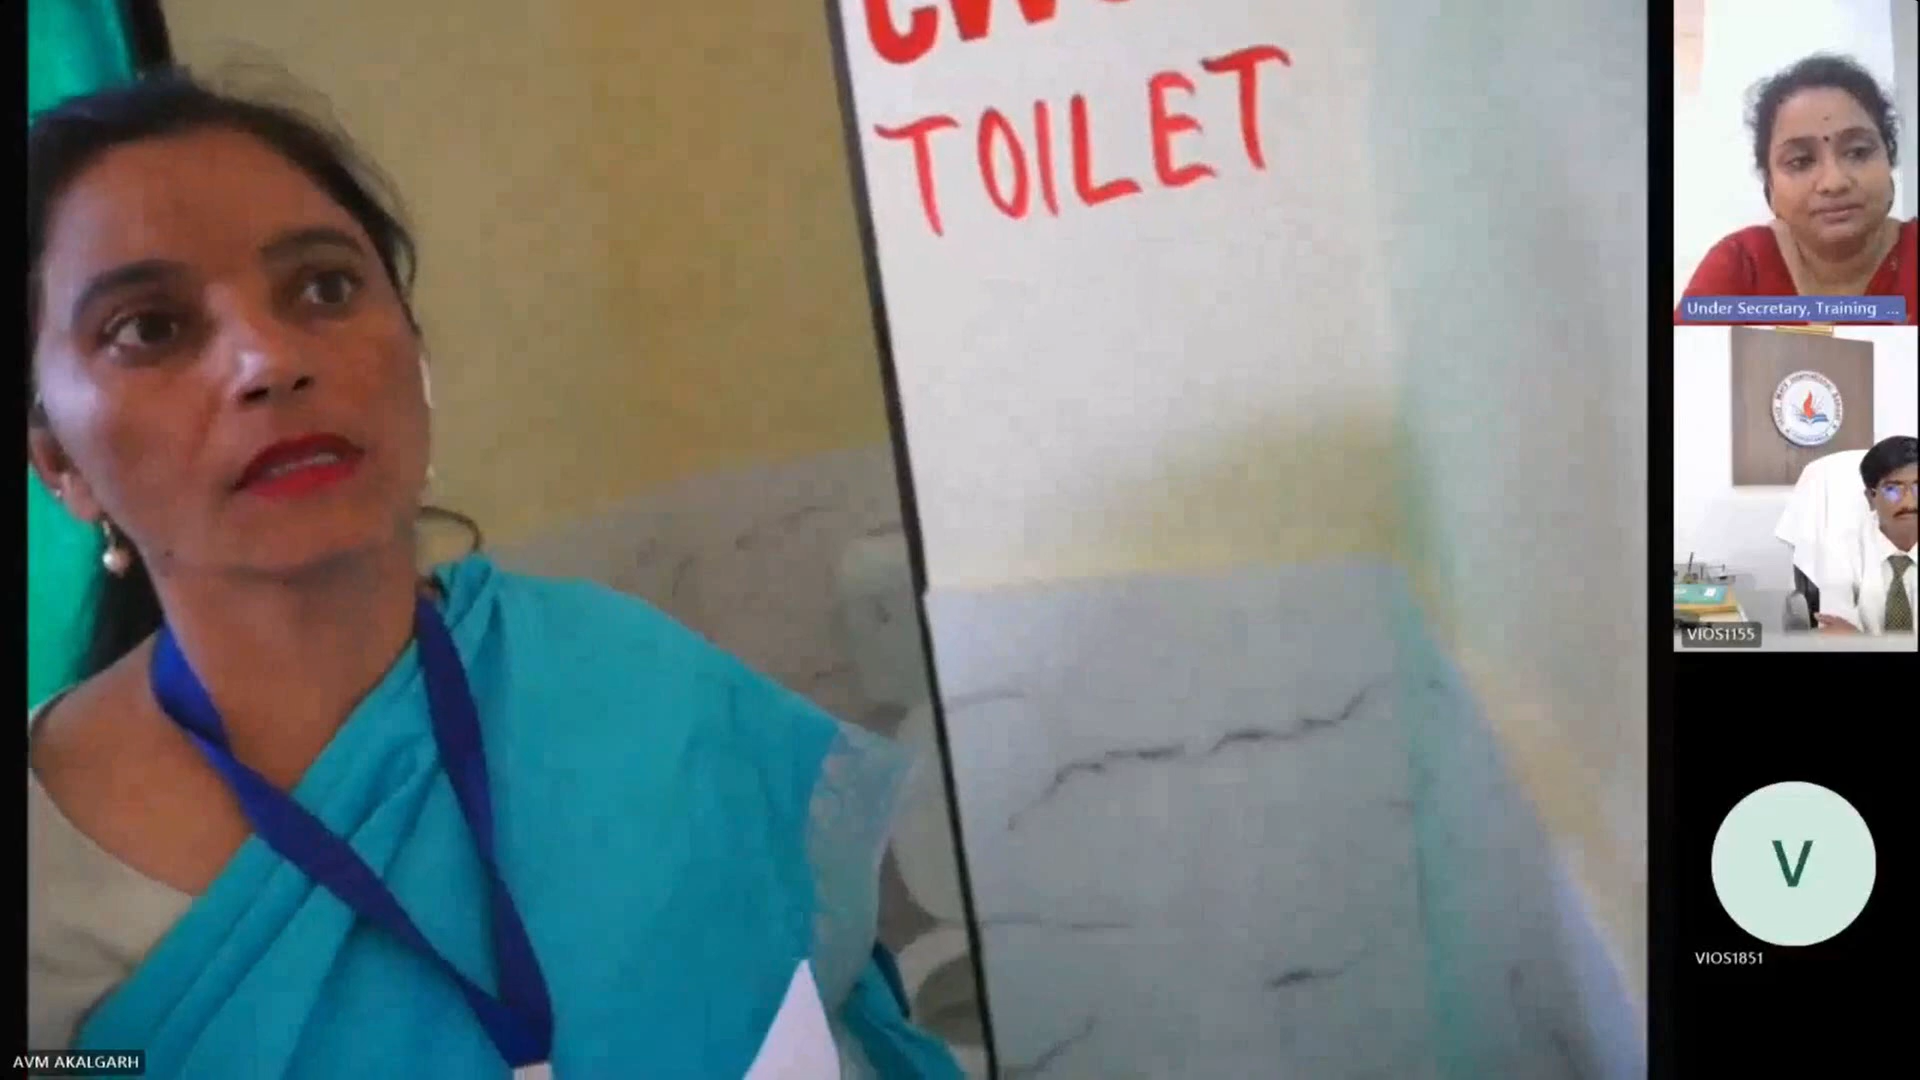 TOILET
Under Secretary, Training ...
VIOS1155
VIOS1851
V
AVM AKALGARH